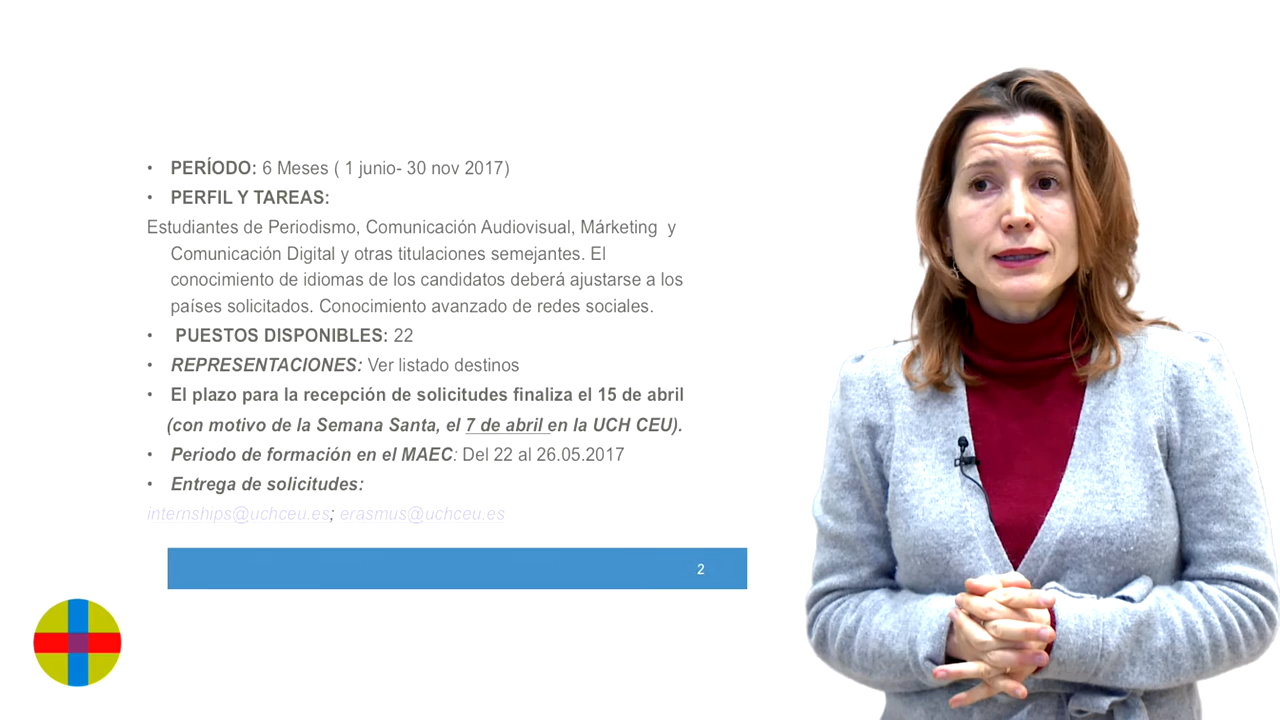 • PERÍODO: 6 Meses ( 1 junio- 30 nov 2017)
• PERFIL Y TAREAS:
Estudiantes de Periodismo, Comunicación Audiovisual, Márketing y
Comunicación Digital y otras titulaciones semejantes. El
conocimiento de idiomas de los candidatos deberá ajustarse a los
países solicitados. Conocimiento avanzado de redes sociales.
• PUESTOS DISPONIBLES: 22
• REPRESENTACIONES: Ver listado destinos
• El plazo para la recepción de solicitudes finaliza el 15 de abril
(con motivo de la Semana Santa, el 7 de abril en la UCH CEU).
• Periodo de formación en el MAEC: Del 22 al 26.05.2017
• Entrega de solicitudes:
internships@uchceu.es; erasmus@uchceu.es
2